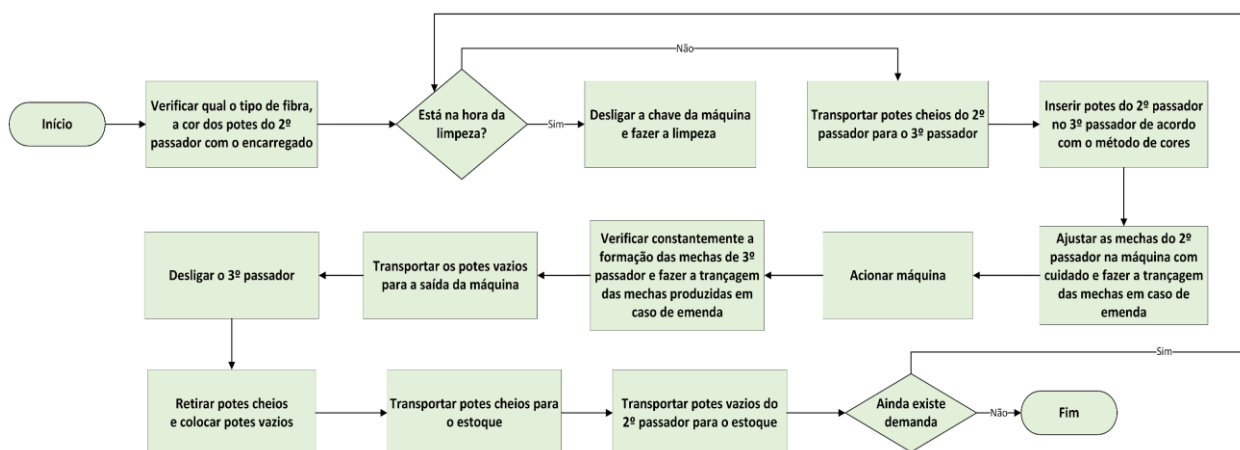 Não
Início
Verificar qual o tipo de fibra,
a cor dos potes do 2º
passador com o encarregado
Está na hora da
limpeza?
Sim
Desligar a chave da máquina
e fazer a limpeza
Transportar potes cheios do 2º
passador para o 3º passador
Inserir potes do 2º passador
no 3º passador de acordo
com o método de cores
Ajustar as mechas do 2º
passador na máquina com
cuidado e fazer a trançagem
das mechas em caso de
emenda
Acionar máquina
Verificar constantemente a
formação das mechas de 3º
passador e fazer a trançagem
das mechas produzidas em
caso de emenda
Transportar os potes vazios
para a saída da máquina
Desligar o 3º passador
Retirar potes cheios
e colocar potes vazios
Transportar potes cheios para
o estoque
Transportar potes vazios do
2º passador para o estoque
Ainda existe
demanda
Sim
Não
Fim